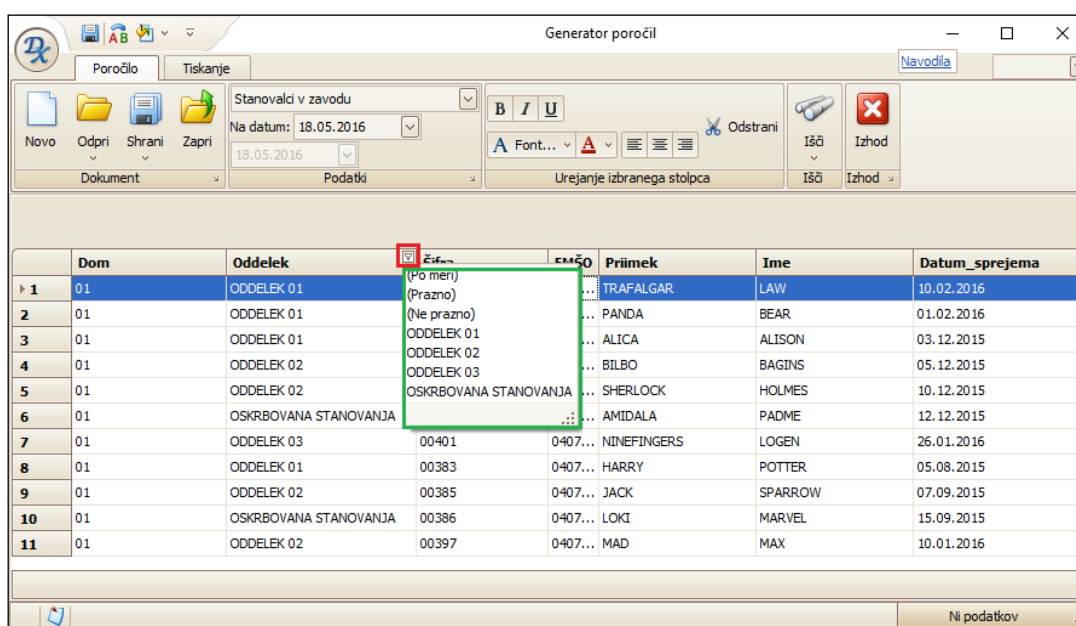 Generator poročil
Navodila
Poročilo Tiskanje
Novo Odpri Shrani Zapri
Dokument
Stanovalci v zavodu
Na datum: 18.05.2016
18.05.2016
Podatki
B I U
A Font... A
Odstrani
Urejanje izbranega stolpca
Išči
Išči
Izhod
Izhod
Dom Oddelek Šifra EMŠO Priimek Ime Datum_sprejema
(Po meri)
(Prazno)
(Ne prazno)
ODDELEK 01
ODDELEK 02
ODDELEK 03
OSKRBOVANA STANOVANJA
1 01 ODDELEK 01 ... TRAFALGAR LAW 10.02.2016
2 01 ODDELEK 01 ... PANDA BEAR 01.02.2016
3 01 ODDELEK 01 ... ALICA ALISON 03.12.2015
4 01 ODDELEK 02 ... BILBO BAGINS 05.12.2015
5 01 ODDELEK 02 ... SHERLOCK HOLMES 10.12.2015
6 01 OSKRBOVANA STANOVANJA ... AMIDALA PADME 12.12.2015
7 01 ODDELEK 03 00401 0407... NINEFINGERS LOGEN 26.01.2016
8 01 ODDELEK 01 00383 0407... HARRY POTTER 05.08.2015
9 01 ODDELEK 02 00385 0407... JACK SPARROW 07.09.2015
10 01 OSKRBOVANA STANOVANJA 00386 0407... LOKI MARVEL 15.09.2015
11 01 ODDELEK 02 00397 0407... MAD MAX 10.01.2016
Ni podatkov